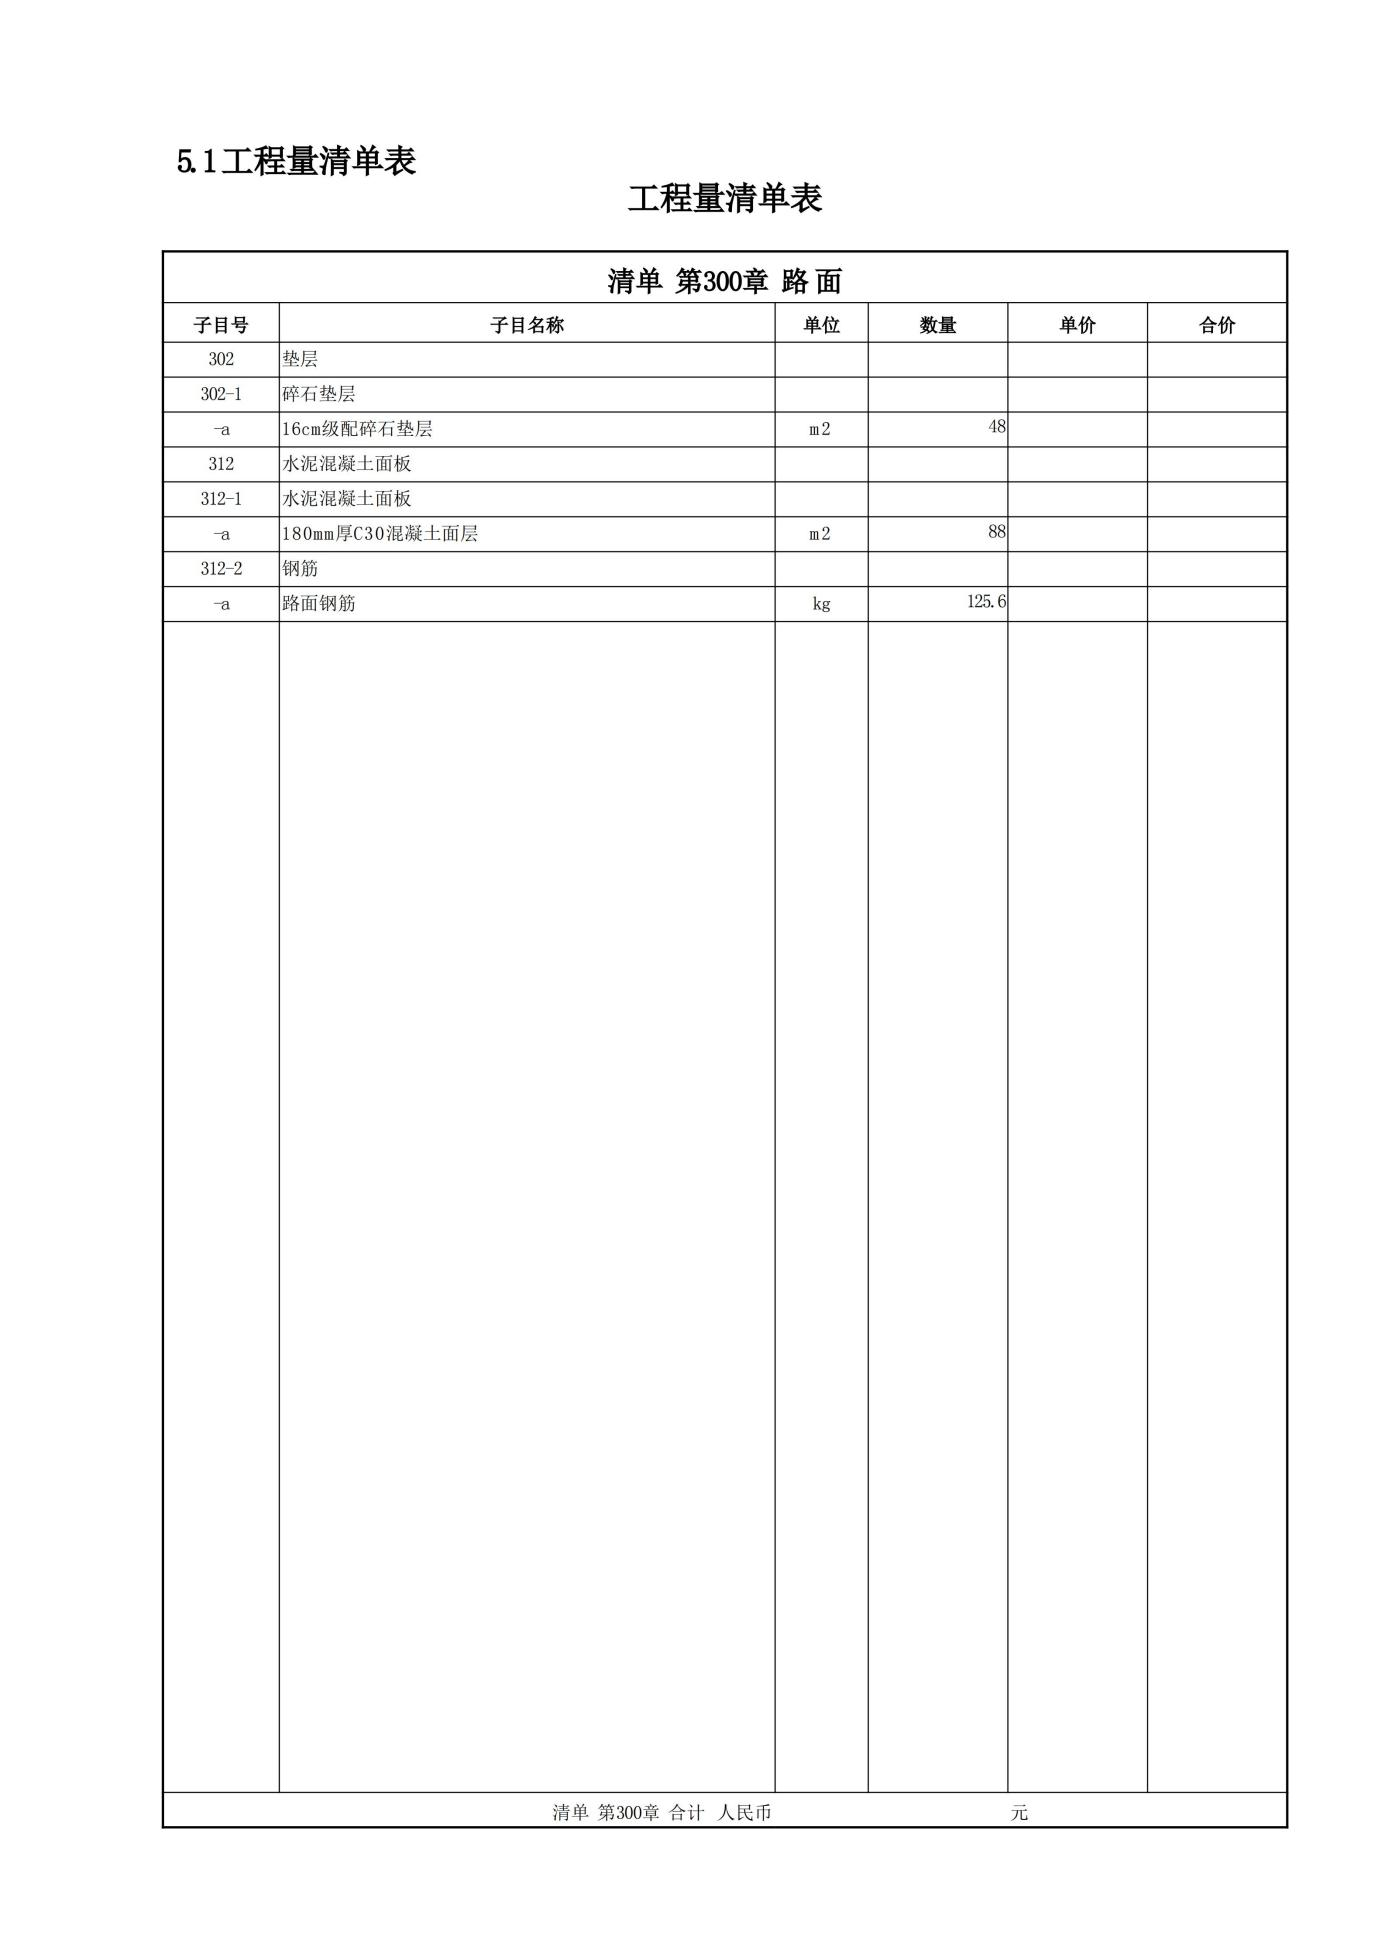 5.1工程量清单表
工程量清单表
清单 第300章 路 面
子目号 子目名称 单位 数量 单价 合价
302 垫层
302-1 碎石垫层
-a 16cm级配碎石垫层 m2 48
312 水泥混凝土面板
312-1 水泥混凝土面板
-a 180mm厚C30混凝土面层 m2 88
312-2 钢筋
-a 路面钢筋 kg 125.6
清单 第300章 合计 人民币 元